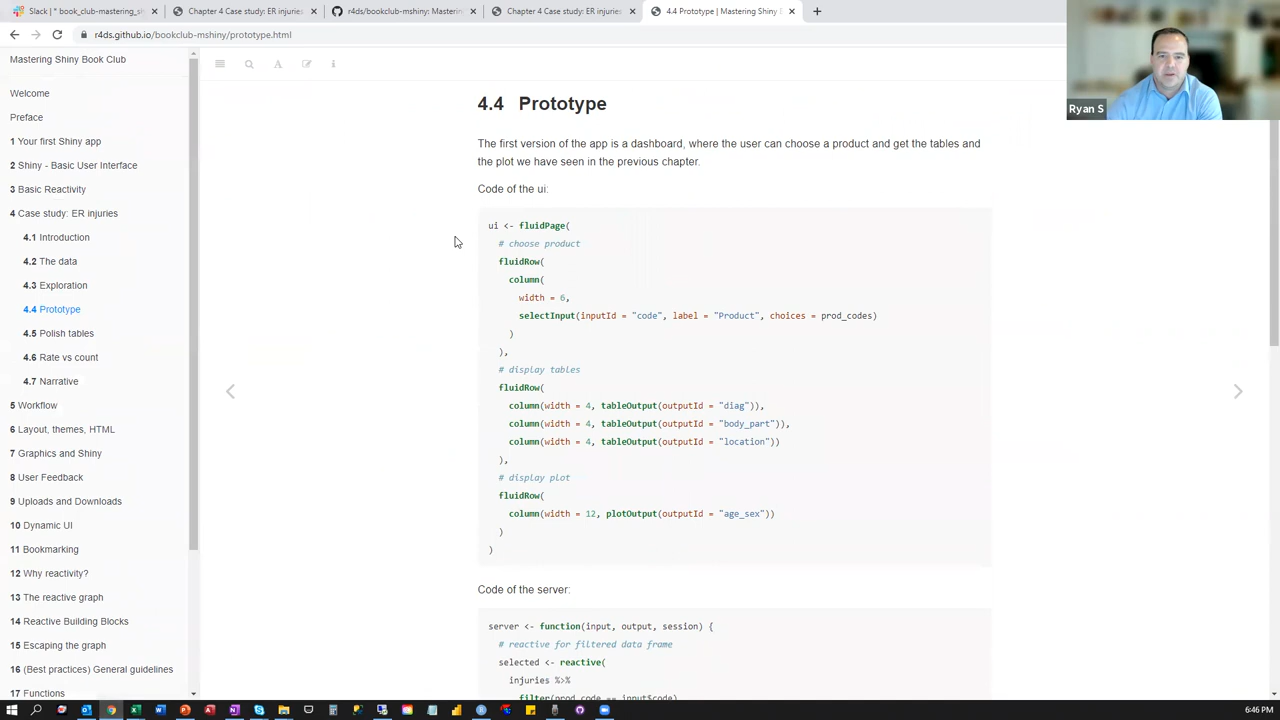 Slack | * book_club-mastering_s
Chapter 4 Case study: ER injuries
r4ds/bookclub-mshiny: Mastering
Chapter 4 Case study: ER injuries
4.4 Prototype | Mastering Shiny B
r4ds.github.io/bookclub-mshiny/prototype.html
Ryan S
Mastering Shiny Book Club
Welcome
Preface
1 Your first Shiny app
2 Shiny - Basic User Interface
3 Basic Reactivity
4 Case study: ER injuries
4.1 Introduction
4.2 The data
4.3 Exploration
4.4 Prototype
4.5 Polish tables
4.6 Rate vs count
4.7 Narrative
5 Workflow
6 Layout, themes, HTML
7 Graphics and Shiny
8 User Feedback
9 Uploads and Downloads
10 Dynamic UI
11 Bookmarking
12 Why reactivity?
13 The reactive graph
14 Reactive Building Blocks
15 Escaping the graph
16 (Best practices) General guidelines
17 Functions
4.4 Prototype
The first version of the app is a dashboard, where the user can choose a product and get the tables and
the plot we have seen in the previous chapter.
Code of the ui:
ui <- fluidPage(
# choose product
fluidRow(
column(
width = 6,
selectInput(inputId = "code", label = "Product", choices = prod_codes)
)
),
# display tables
fluidRow(
column(width = 4, tableOutput(outputId = "diag")),
column(width = 4, tableOutput(outputId = "body_part")),
column(width = 4, tableOutput(outputId = "location"))
),
# display plot
fluidRow(
column(width = 12, plotOutput(outputId = "age_sex"))
)
)
Code of the server:
server <- function(input, output, session) {
# reactive for filtered data frame
selected <- reactive(
injuries %>%
filter(prod_code == input$code)
6:46 PM